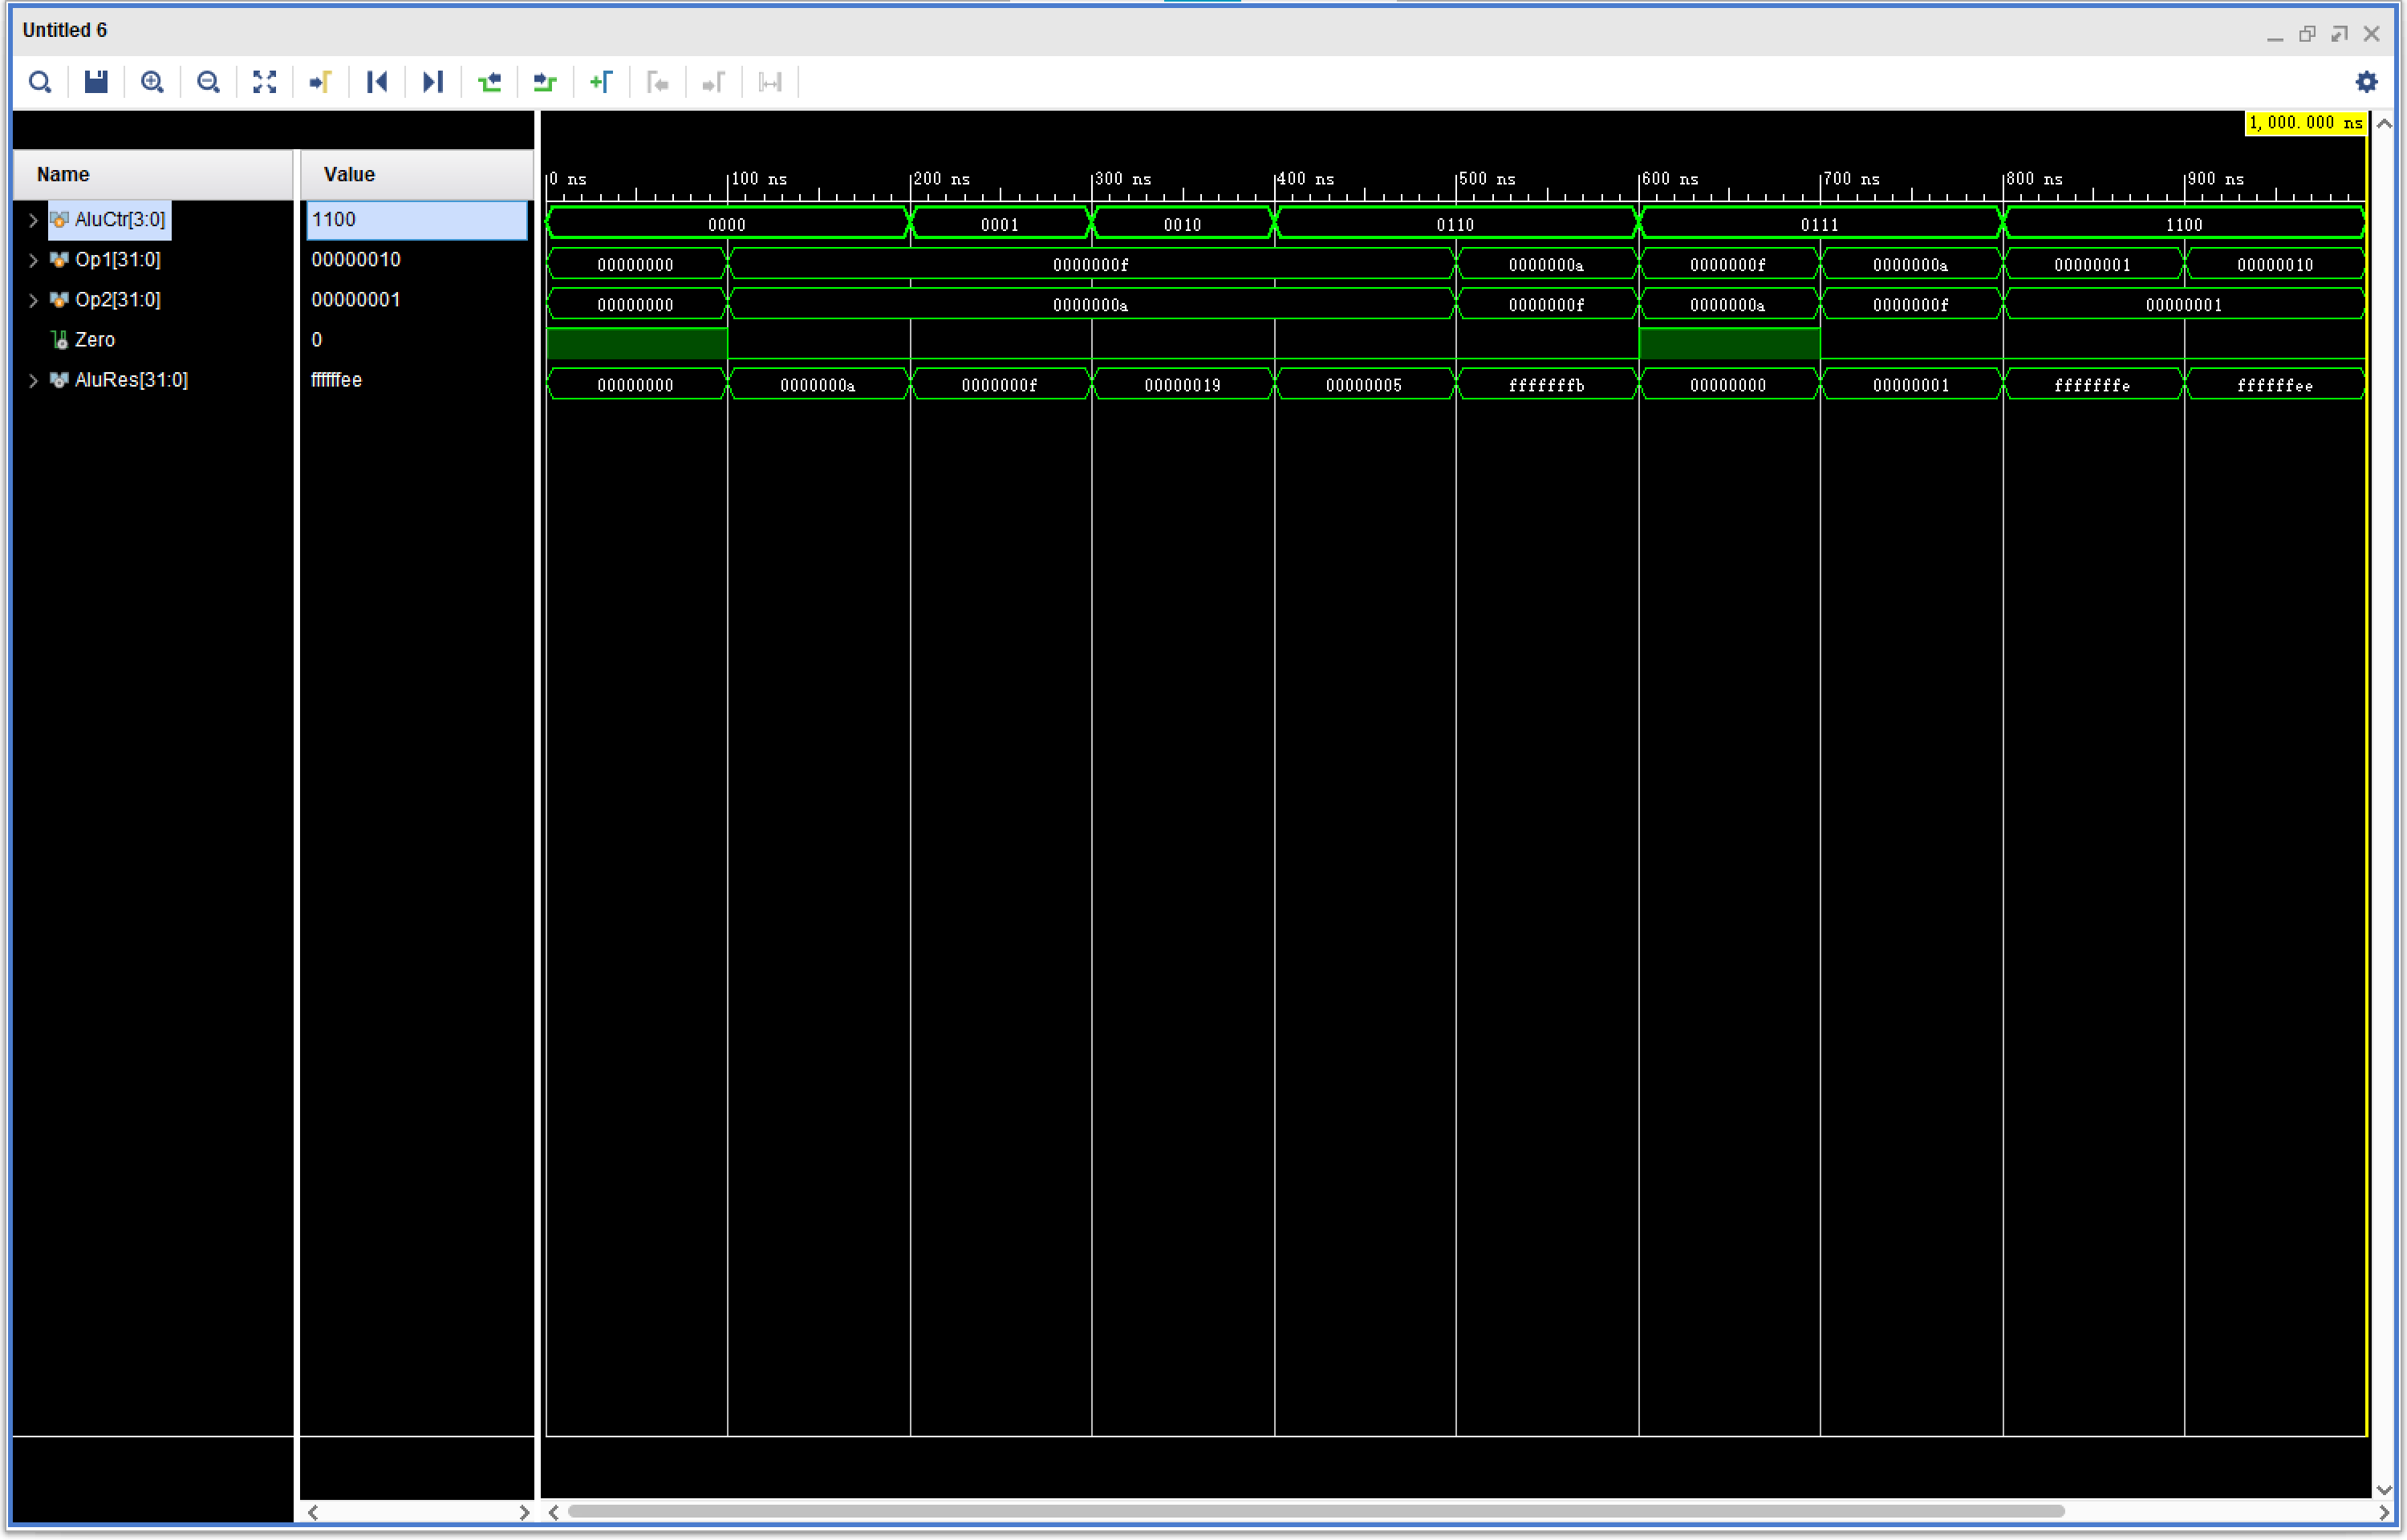 Untitled 6
1,000.000 ns
Name Value
0 ns 100 ns 200 ns 300 ns 400 ns 500 ns 600 ns 700 ns 800 ns 900 ns
AluCtr[3:0] 1100 0000 0001 0010 0110 0111 1100
Op1[31:0] 00000010 00000000 0000000f 0000000a 0000000f 0000000a 00000001 00000010
Op2[31:0] 00000001 00000000 0000000a 0000000f 0000000a 0000000f 00000001
Zero 0
AluRes[31:0] ffffffee 00000000 0000000a 0000000f 00000019 00000005 fffffffb 00000000 00000001 fffffffe ffffffee